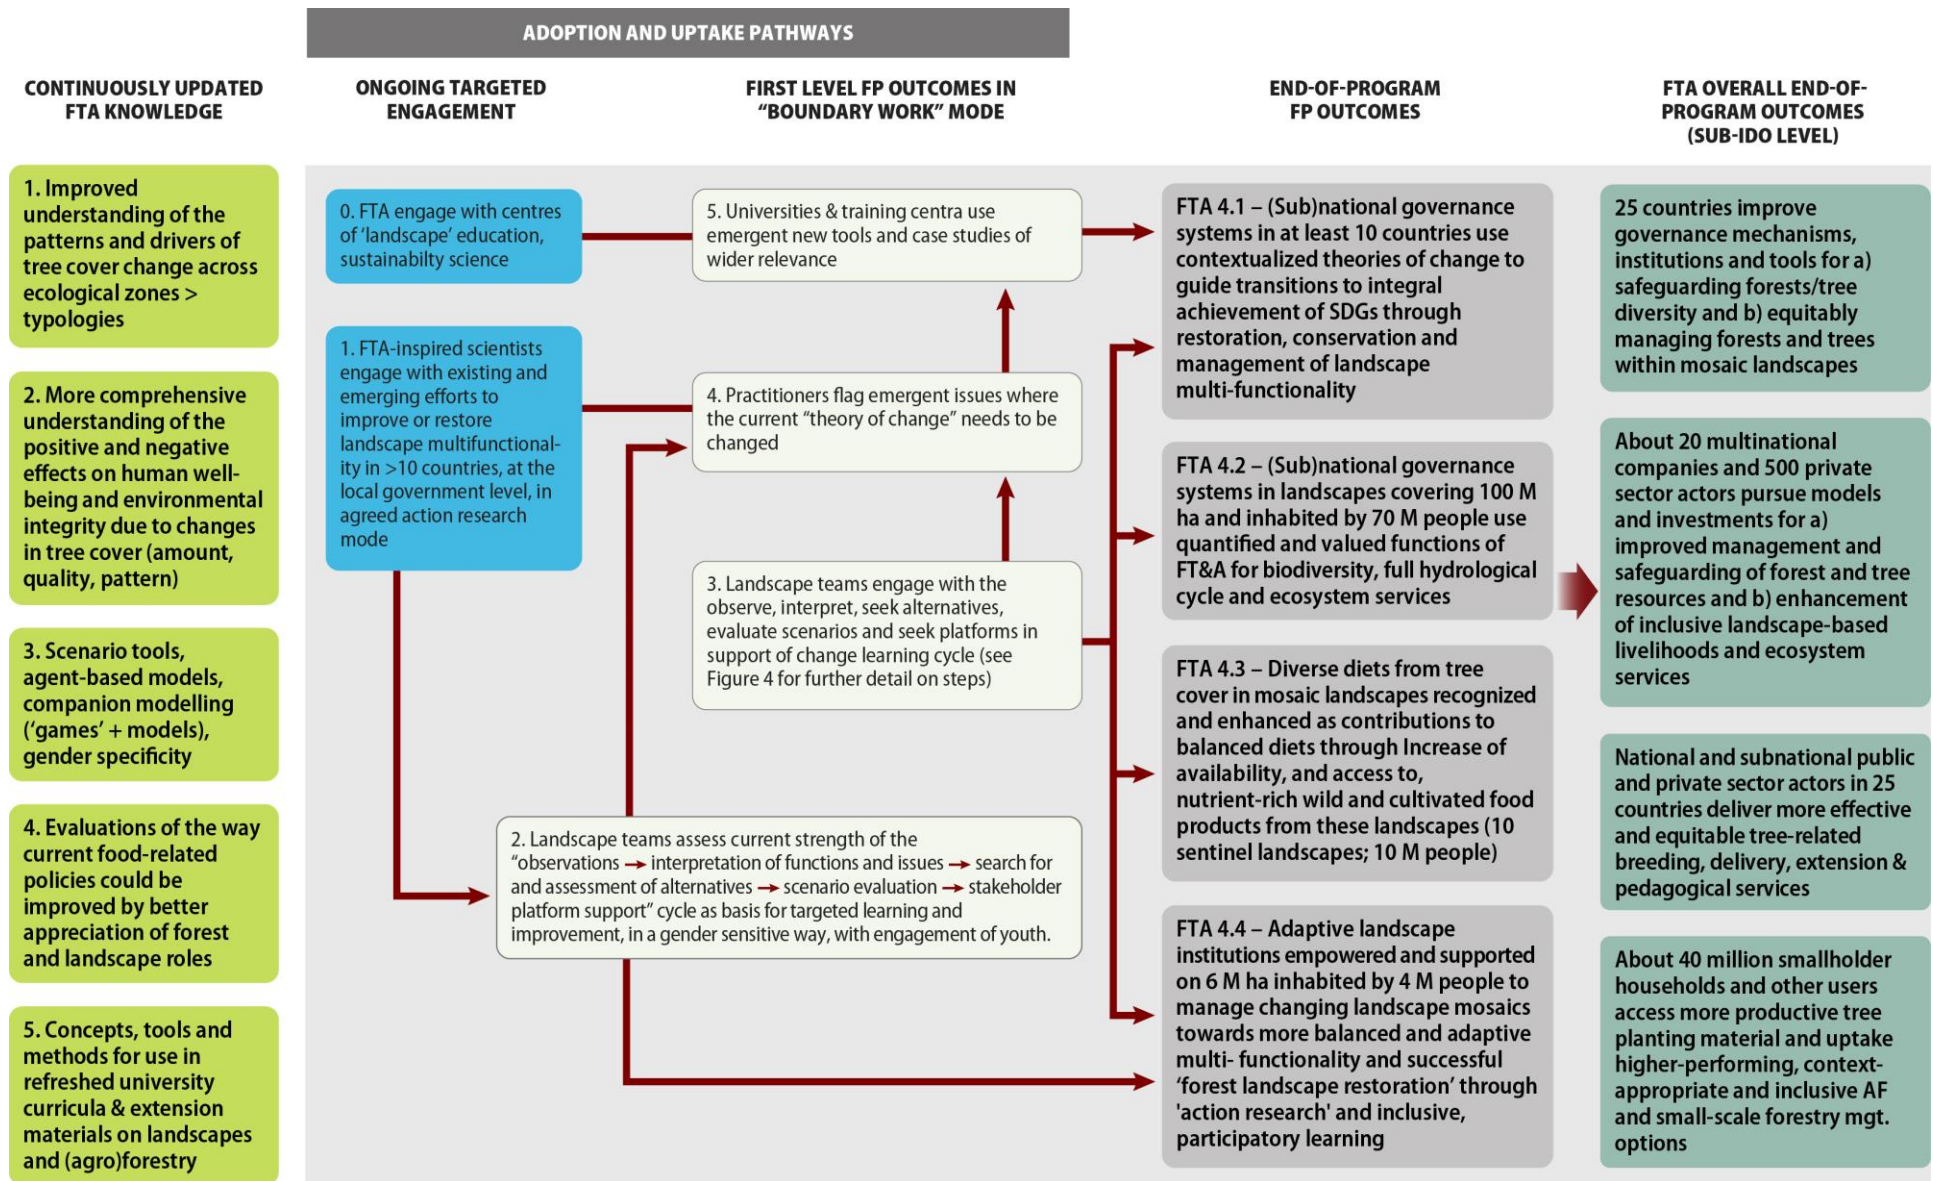 ADOPTION AND UPTAKE PATHWAYS
CONTINUOUSLY UPDATED
FTA KNOWLEDGE
ONGOING TARGETED
ENGAGEMENT
FIRST LEVEL FP OUTCOMES IN
“BOUNDARY WORK” MODE
END-OF-PROGRAM
FP OUTCOMES
FTA OVERALL END-OF-
PROGRAM OUTCOMES
(SUB-IDO LEVEL)
1. Improved
understanding of the
patterns and drivers of
tree cover change across
ecological zones >
typologies
2. More comprehensive
understanding of the
positive and negative
effects on human well-
being and environmental
integrity due to changes
in tree cover (amount,
quality, pattern)
3. Scenario tools,
agent-based models,
companion modelling
(‘games’ + models),
gender specificity
4. Evaluations of the way
current food-related
policies could be
improved by better
appreciation of forest
and landscape roles
5. Concepts, tools and
methods for use in
refreshed university
curricula & extension
materials on landscapes
and (agro)forestry
0. FTA engage with centres
of ‘landscape’ education,
sustainabilty science
1. FTA-inspired scientists
engage with existing and
emerging efforts to
improve or restore
landscape multifunctional-
ity in >10 countries, at the
local government level, in
agreed action research
mode
5. Universities & training centra use
emergent new tools and case studies of
wider relevance
4. Practitioners flag emergent issues where
the current “theory of change” needs to be
changed
3. Landscape teams engage with the
observe, interpret, seek alternatives,
evaluate scenarios and seek platforms in
support of change learning cycle (see
Figure 4 for further detail on steps)
2. Landscape teams assess current strength of the
“observations → interpretation of functions and issues → search for
and assessment of alternatives → scenario evaluation → stakeholder
platform support” cycle as basis for targeted learning and
improvement, in a gender sensitive way, with engagement of youth.
FTA 4.1 – (Sub)national governance
systems in at least 10 countries use
contextualized theories of change to
guide transitions to integral
achievement of SDGs through
restoration, conservation and
management of landscape
multi-functionality
FTA 4.2 – (Sub)national governance
systems in landscapes covering 100 M
ha and inhabited by 70 M people use
quantified and valued functions of
FT&A for biodiversity, full hydrological
cycle and ecosystem services
FTA 4.3 – Diverse diets from tree
cover in mosaic landscapes recognized
and enhanced as contributions to
balanced diets through Increase of
availability, and access to,
nutrient-rich wild and cultivated food
products from these landscapes (10
sentinel landscapes; 10 M people)
FTA 4.4 – Adaptive landscape
institutions empowered and supported
on 6 M ha inhabited by 4 M people to
manage changing landscape mosaics
towards more balanced and adaptive
multi- functionality and successful
‘forest landscape restoration’ through
'action research' and inclusive,
participatory learning
25 countries improve
governance mechanisms,
institutions and tools for a)
safeguarding forests/tree
diversity and b) equitably
managing forests and trees
within mosaic landscapes
About 20 multinational
companies and 500 private
sector actors pursue models
and investments for a)
improved management and
safeguarding of forest and tree
resources and b) enhancement
of inclusive landscape-based
livelihoods and ecosystem
services
National and subnational public
and private sector actors in 25
countries deliver more effective
and equitable tree-related
breeding, delivery, extension &
pedagogical services
About 40 million smallholder
households and other users
access more productive tree
planting material and uptake
higher-performing, context-
appropriate and inclusive AF
and small-scale forestry mgt.
options